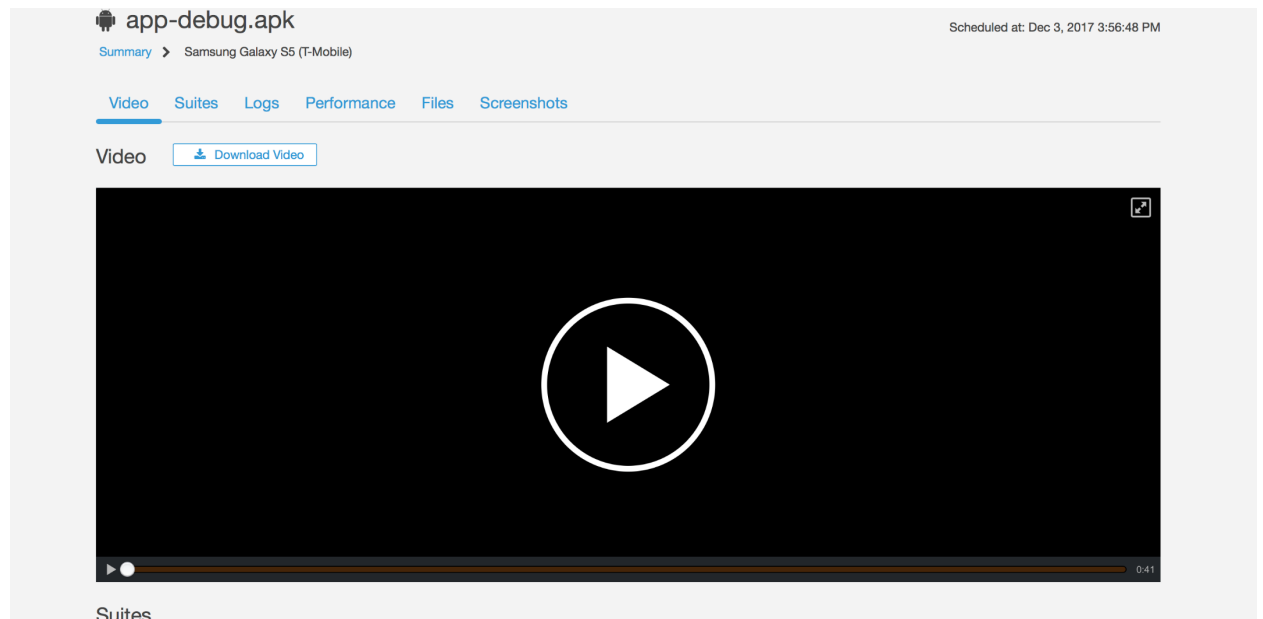 app-debug.apk
Scheduled at: Dec 3, 2017 3:56:48 PM
Summary Samsung Galaxy S5 (T-Mobile)
Video Suites Logs Performance Files Screenshots
Video Download Video
0:41
Suites